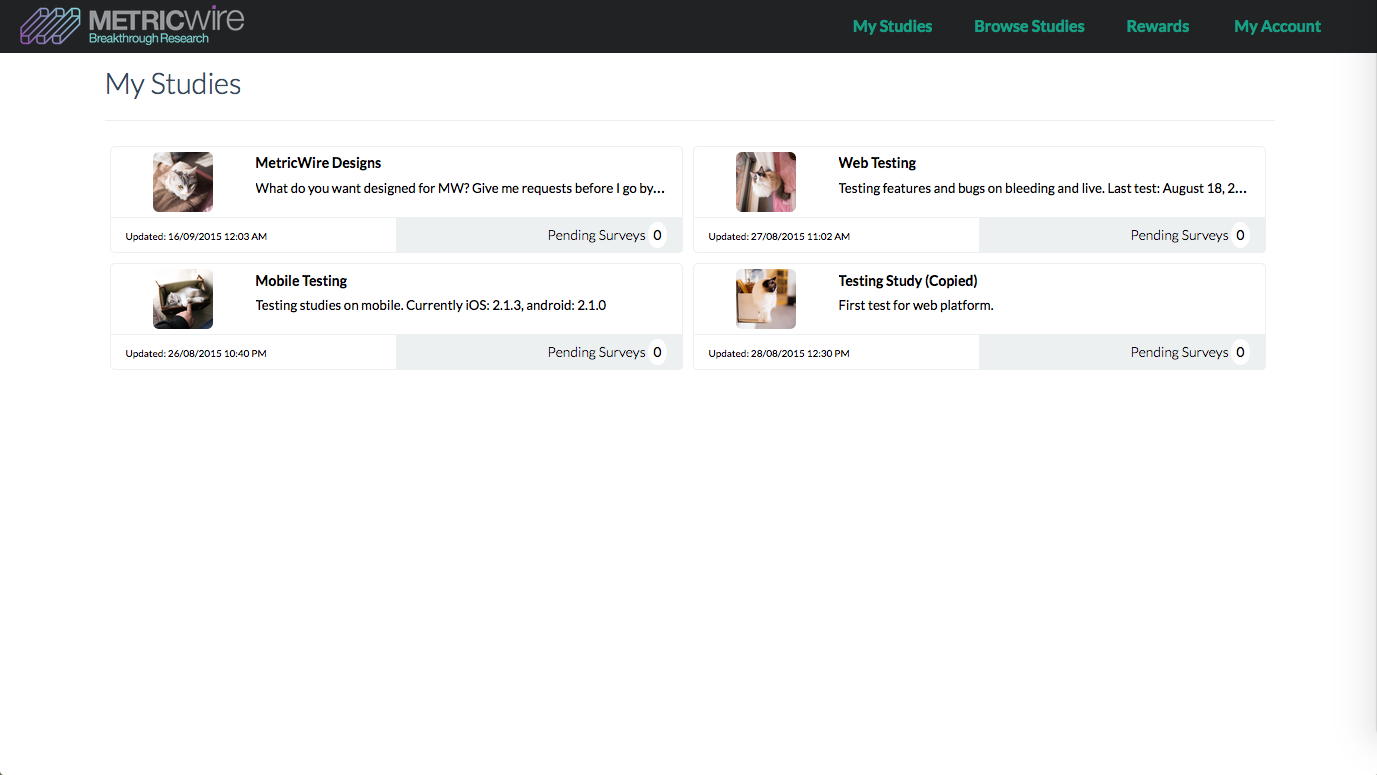 METRICwire
Breakthrough Research
My Studies
Browse Studies
Rewards
My Account
My Studies
MetricWire Designs
What do you want designed for MW? Give me requests before I go by...
Updated: 16/09/2015 12:03 AM
Pending Surveys 0
Web Testing
Testing features and bugs on bleeding and live. Last test: August 18, 2...
Updated: 27/08/2015 11:02 AM
Pending Surveys 0
Mobile Testing
Testing studies on mobile. Currently iOS: 2.1.3, android: 2.1.0
Updated: 26/08/2015 10:40 PM
Pending Surveys 0
Testing Study (Copied)
First test for web platform.
Updated: 28/08/2015 12:30 PM
Pending Surveys 0